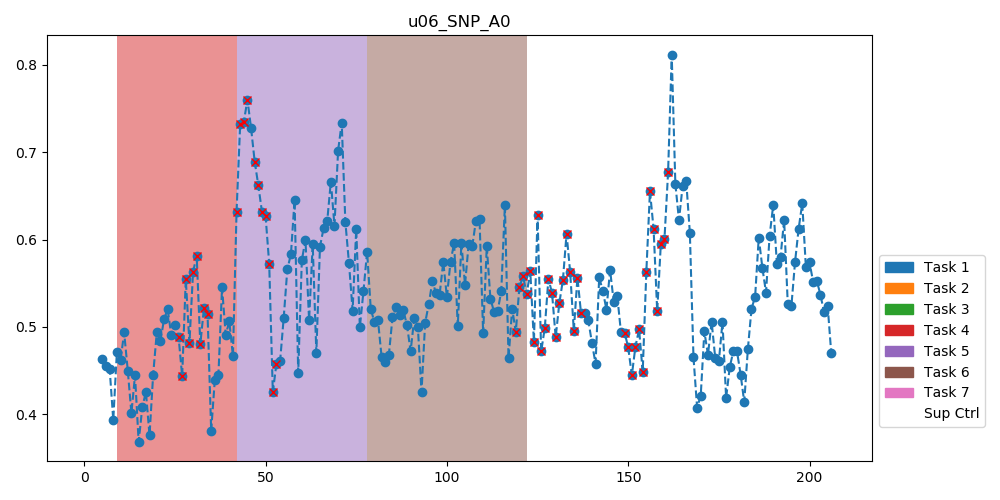 u06_SNP_A0
0.8
0.7
0.6
0.5
0.4
0 50 100 150 200
Task 1
Task 2
Task 3
Task 4
Task 5
Task 6
Task 7
Sup Ctrl